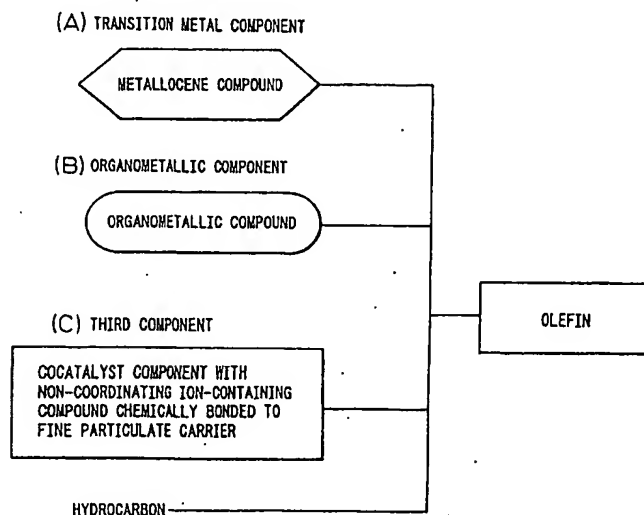 (A) TRANSITION METAL COMPONENT
METALLOCENE COMPOUND
(B) ORGANOMETALLIC COMPONENT
ORGANOMETALLIC COMPOUND
OLEFIN
(C) THIRD COMPONENT
COCATALYST COMPONENT WITH
NON-COORDINATING ION-CONTAINING
COMPOUND CHEMICALLY BONDED TO
FINE PARTICULATE CARRIER
HYDROCARBON